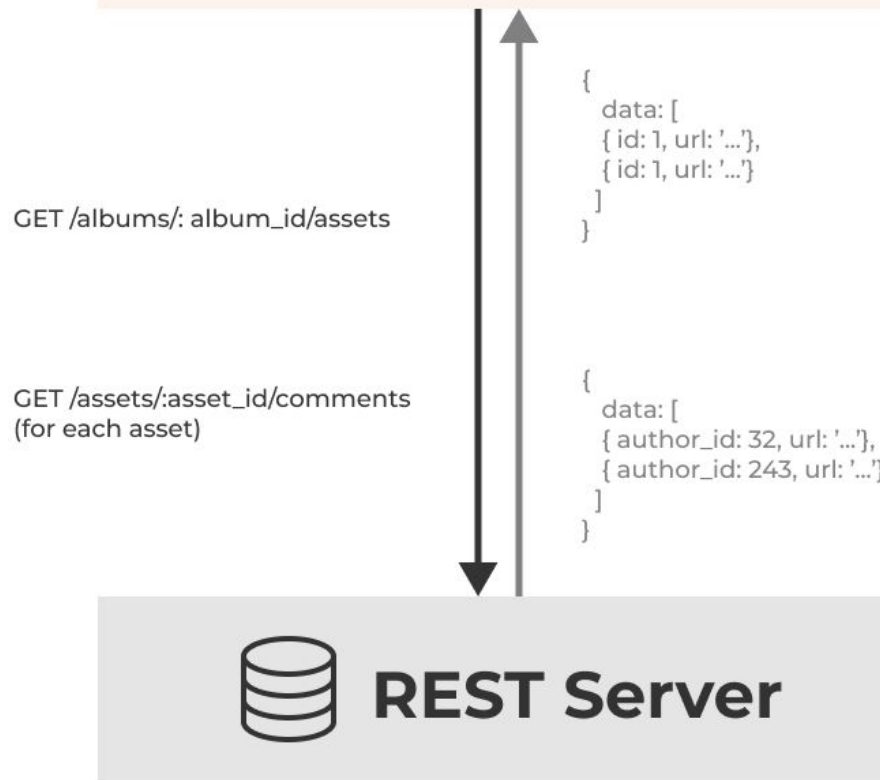 {
data: [
{ id: 1, url: '...'},
{ id: 1, url: '...'}
]
}
GET /albums/: album_id/assets
GET /assets/:asset_id/comments
(for each asset)
{
data: [
{ author_id: 32, url: '...'},
{ author_id: 243, url: '...'}
]
}
REST Server